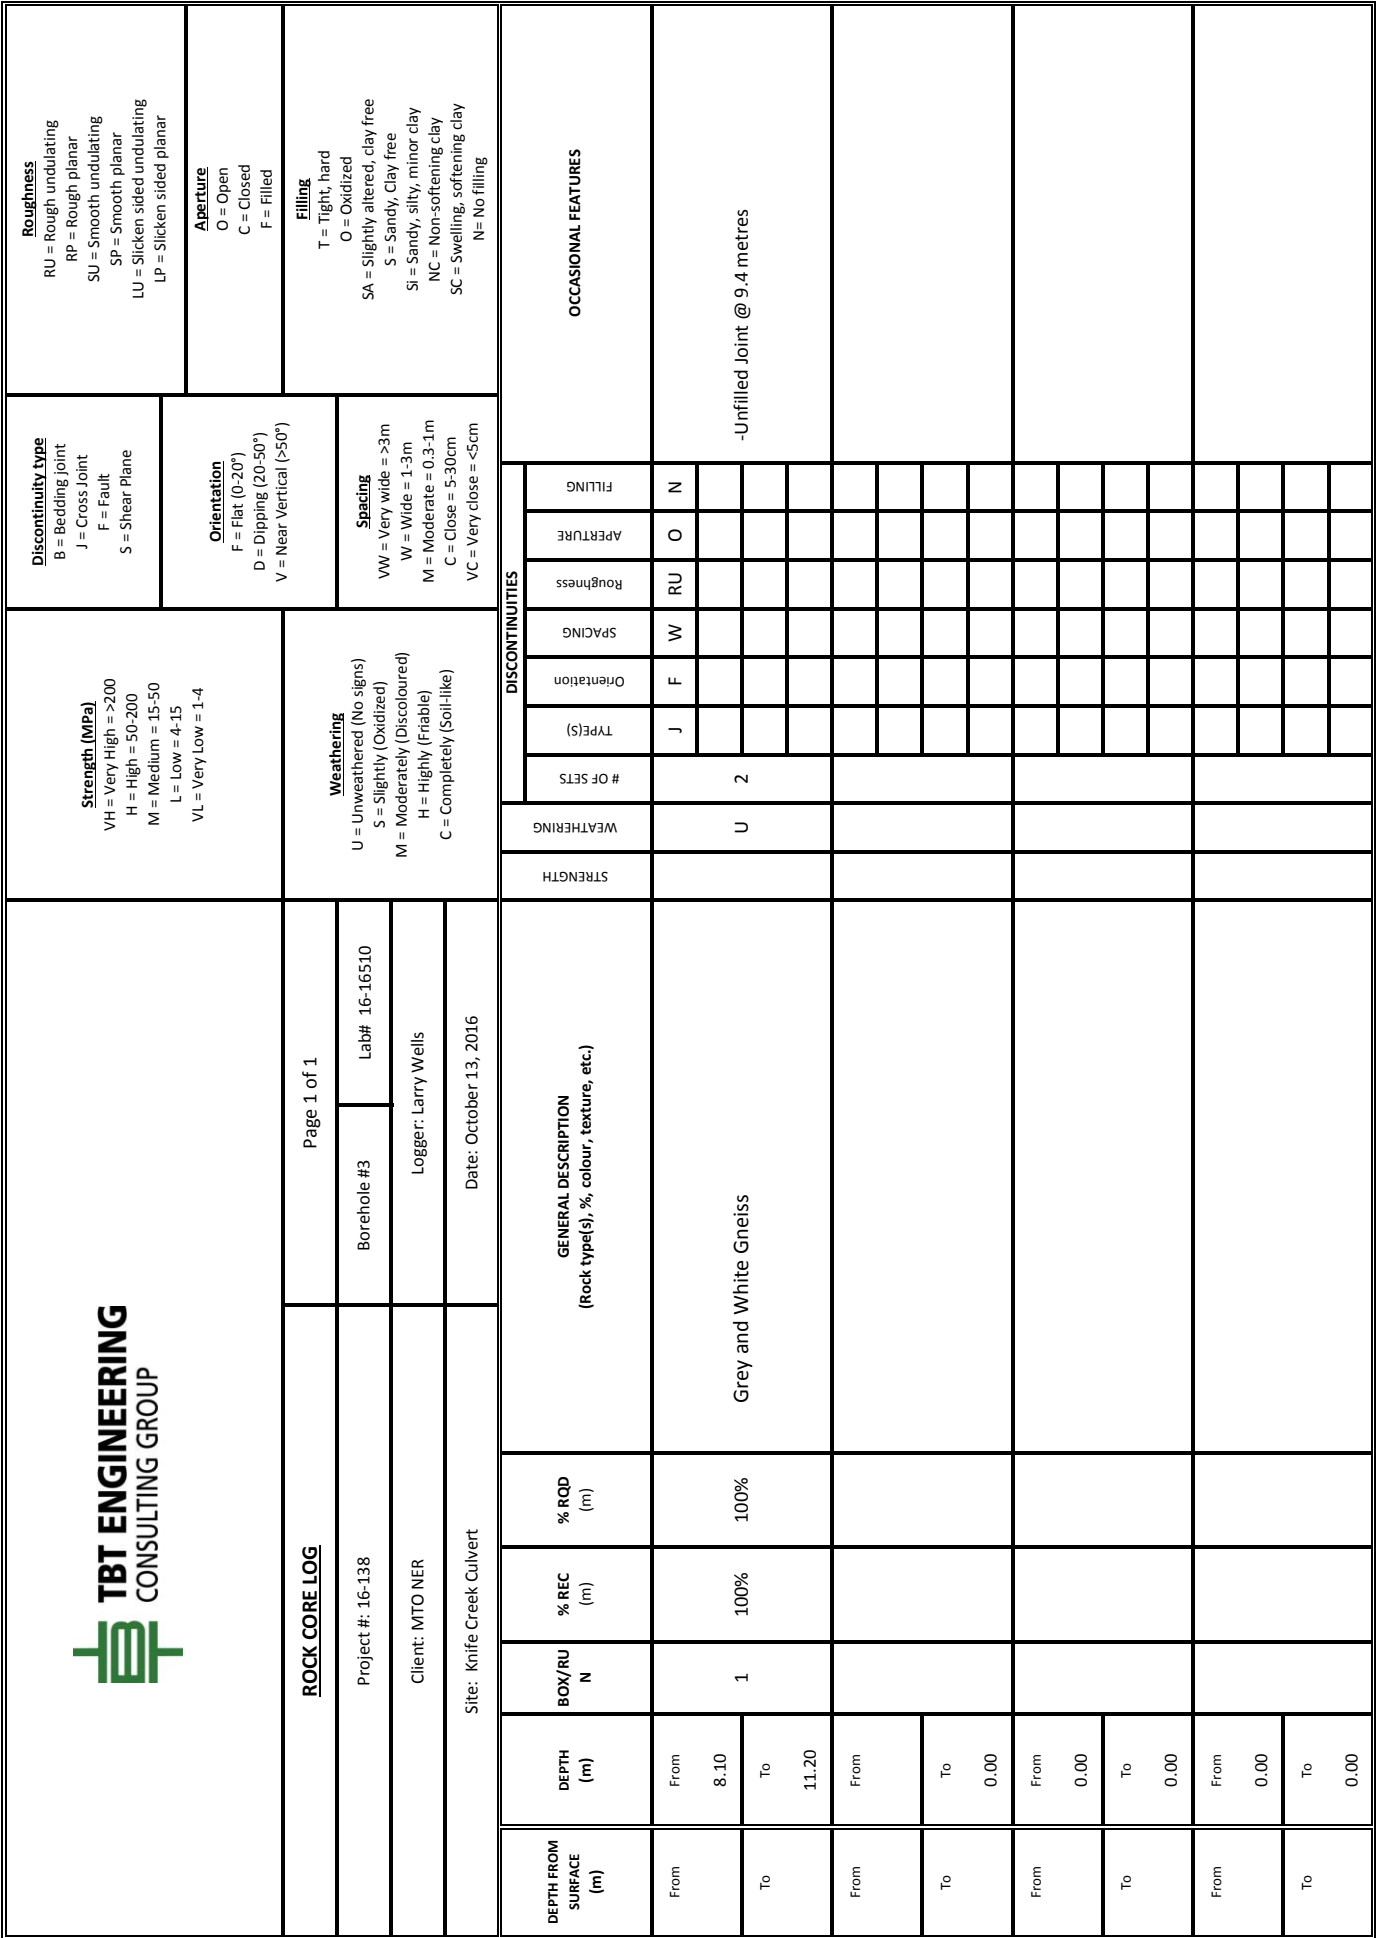 TBT ENGINEERING
CONSULTING GROUP
Strength (MPa)
VH = Very High = >200
H = High = 50-200
M = Medium = 15-50
L = Low = 4-15
VL = Very Low = 1-4
Discontinuity type
B = Bedding joint
J = Cross Joint
F = Fault
S = Shear Plane
Roughness
RU = Rough undulating
RP = Rough planar
SU = Smooth undulating
SP = Smooth planar
LU = Slicken sided undulating
LP = Slicken sided planar
Orientation
F = Flat (0-20°)
D = Dipping (20-50°)
V = Near Vertical (>50°)
Aperture
O = Open
C = Closed
F = Filled
ROCK CORE LOG
Page 1 of 1
Project #: 16-138
Borehole #3
Lab# 16-16510
Client: MTO NER
Logger: Larry Wells
Site: Knife Creek Culvert
Date: October 13, 2016
Weathering
U = Unweathered (No signs)
S = Slightly (Oxidized)
M = Moderately (Discoloured)
H = Highly (Friable)
C = Completely (Soil-like)
Spacing
VW = Very wide = >3m
W = Wide = 1-3m
M = Moderate = 0.3-1m
C = Close = 5-30cm
VC = Very close = <5cm
Filling
T = Tight, hard
O = Oxidized
SA = Slightly altered, clay free
S = Sandy, Clay free
Si = Sandy, silty, minor clay
NC = Non-softening clay
SC = Swelling, softening clay
N= No filling
DEPTH FROM
SURFACE
(m)
DEPTH
(m)
BOX/RU
N
% REC
(m)
% RQD
(m)
GENERAL DESCRIPTION
(Rock type(s), %, colour, texture, etc.)
STRENGTH
WEATHERING
DISCONTINUITIES
# OF SETS
TYPE(S)
Orientation
SPACING
Roughness
APERTURE
FILLING
OCCASIONAL FEATURES
From
From
8.10
To
To
11.20
1
100%
100%
Grey and White Gneiss
U
2
J
F
W
RU
O
N
-Unfilled Joint @ 9.4 metres
From
From
To
To
0.00
From
From
0.00
To
To
0.00
From
From
0.00
To
To
0.00